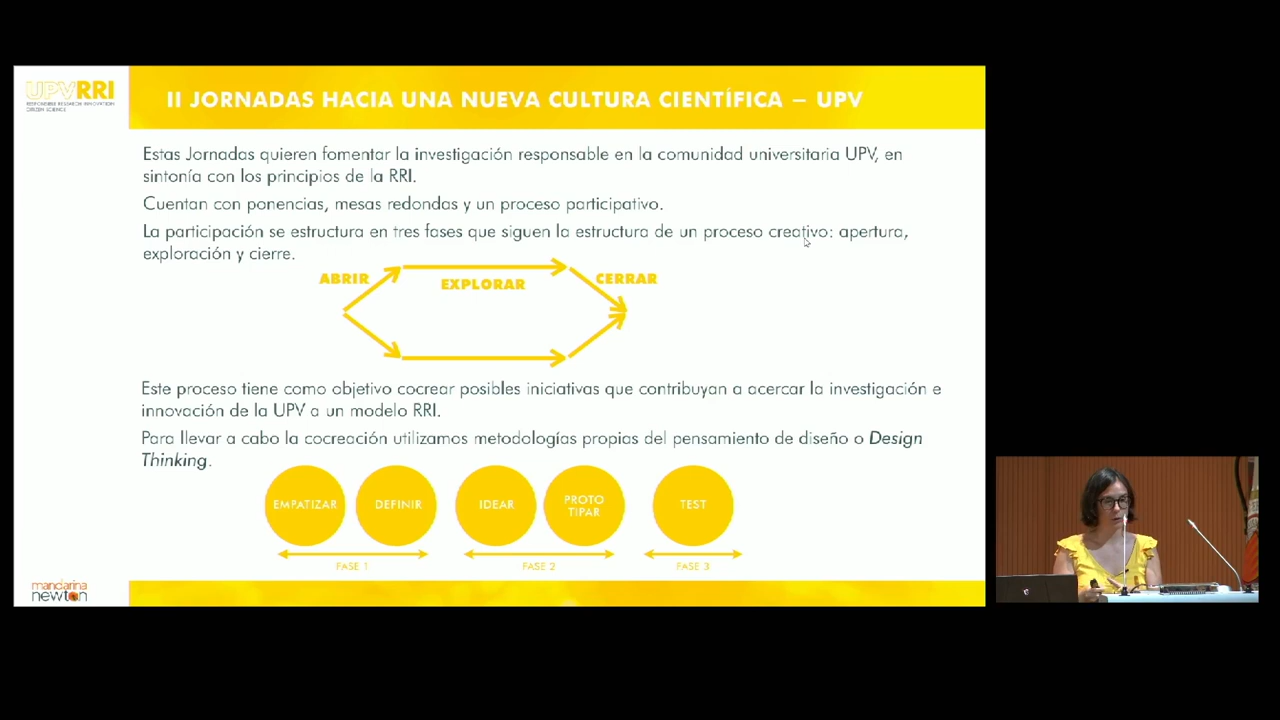 UPVRRI
RESPONSIBLE RESEARCH INNOVATION
CITIZEN SCIENCE
II JORNADAS HACIA UNA NUEVA CULTURA CIENTÍFICA – UPV
Estas Jornadas quieren fomentar la investigación responsable en la comunidad universitaria UPV, en
sintonía con los principios de la RRI.
Cuentan con ponencias, mesas redondas y un proceso participativo.
La participación se estructura en tres fases que siguen la estructura de un proceso creativo: apertura,
exploración y cierre.
ABRIR
EXPLORAR
CERRAR
Este proceso tiene como objetivo cocrear posibles iniciativas que contribuyan a acercar la investigación e
innovación de la UPV a un modelo RRI.
Para llevar a cabo la cocreación utilizamos metodologías propias del pensamiento de diseño o Design
Thinking.
EMPATIZAR
DEFINIR
IDEAR
PROTO
TIPAR
TEST
FASE 1
FASE 2
FASE 3
mandarina
newton